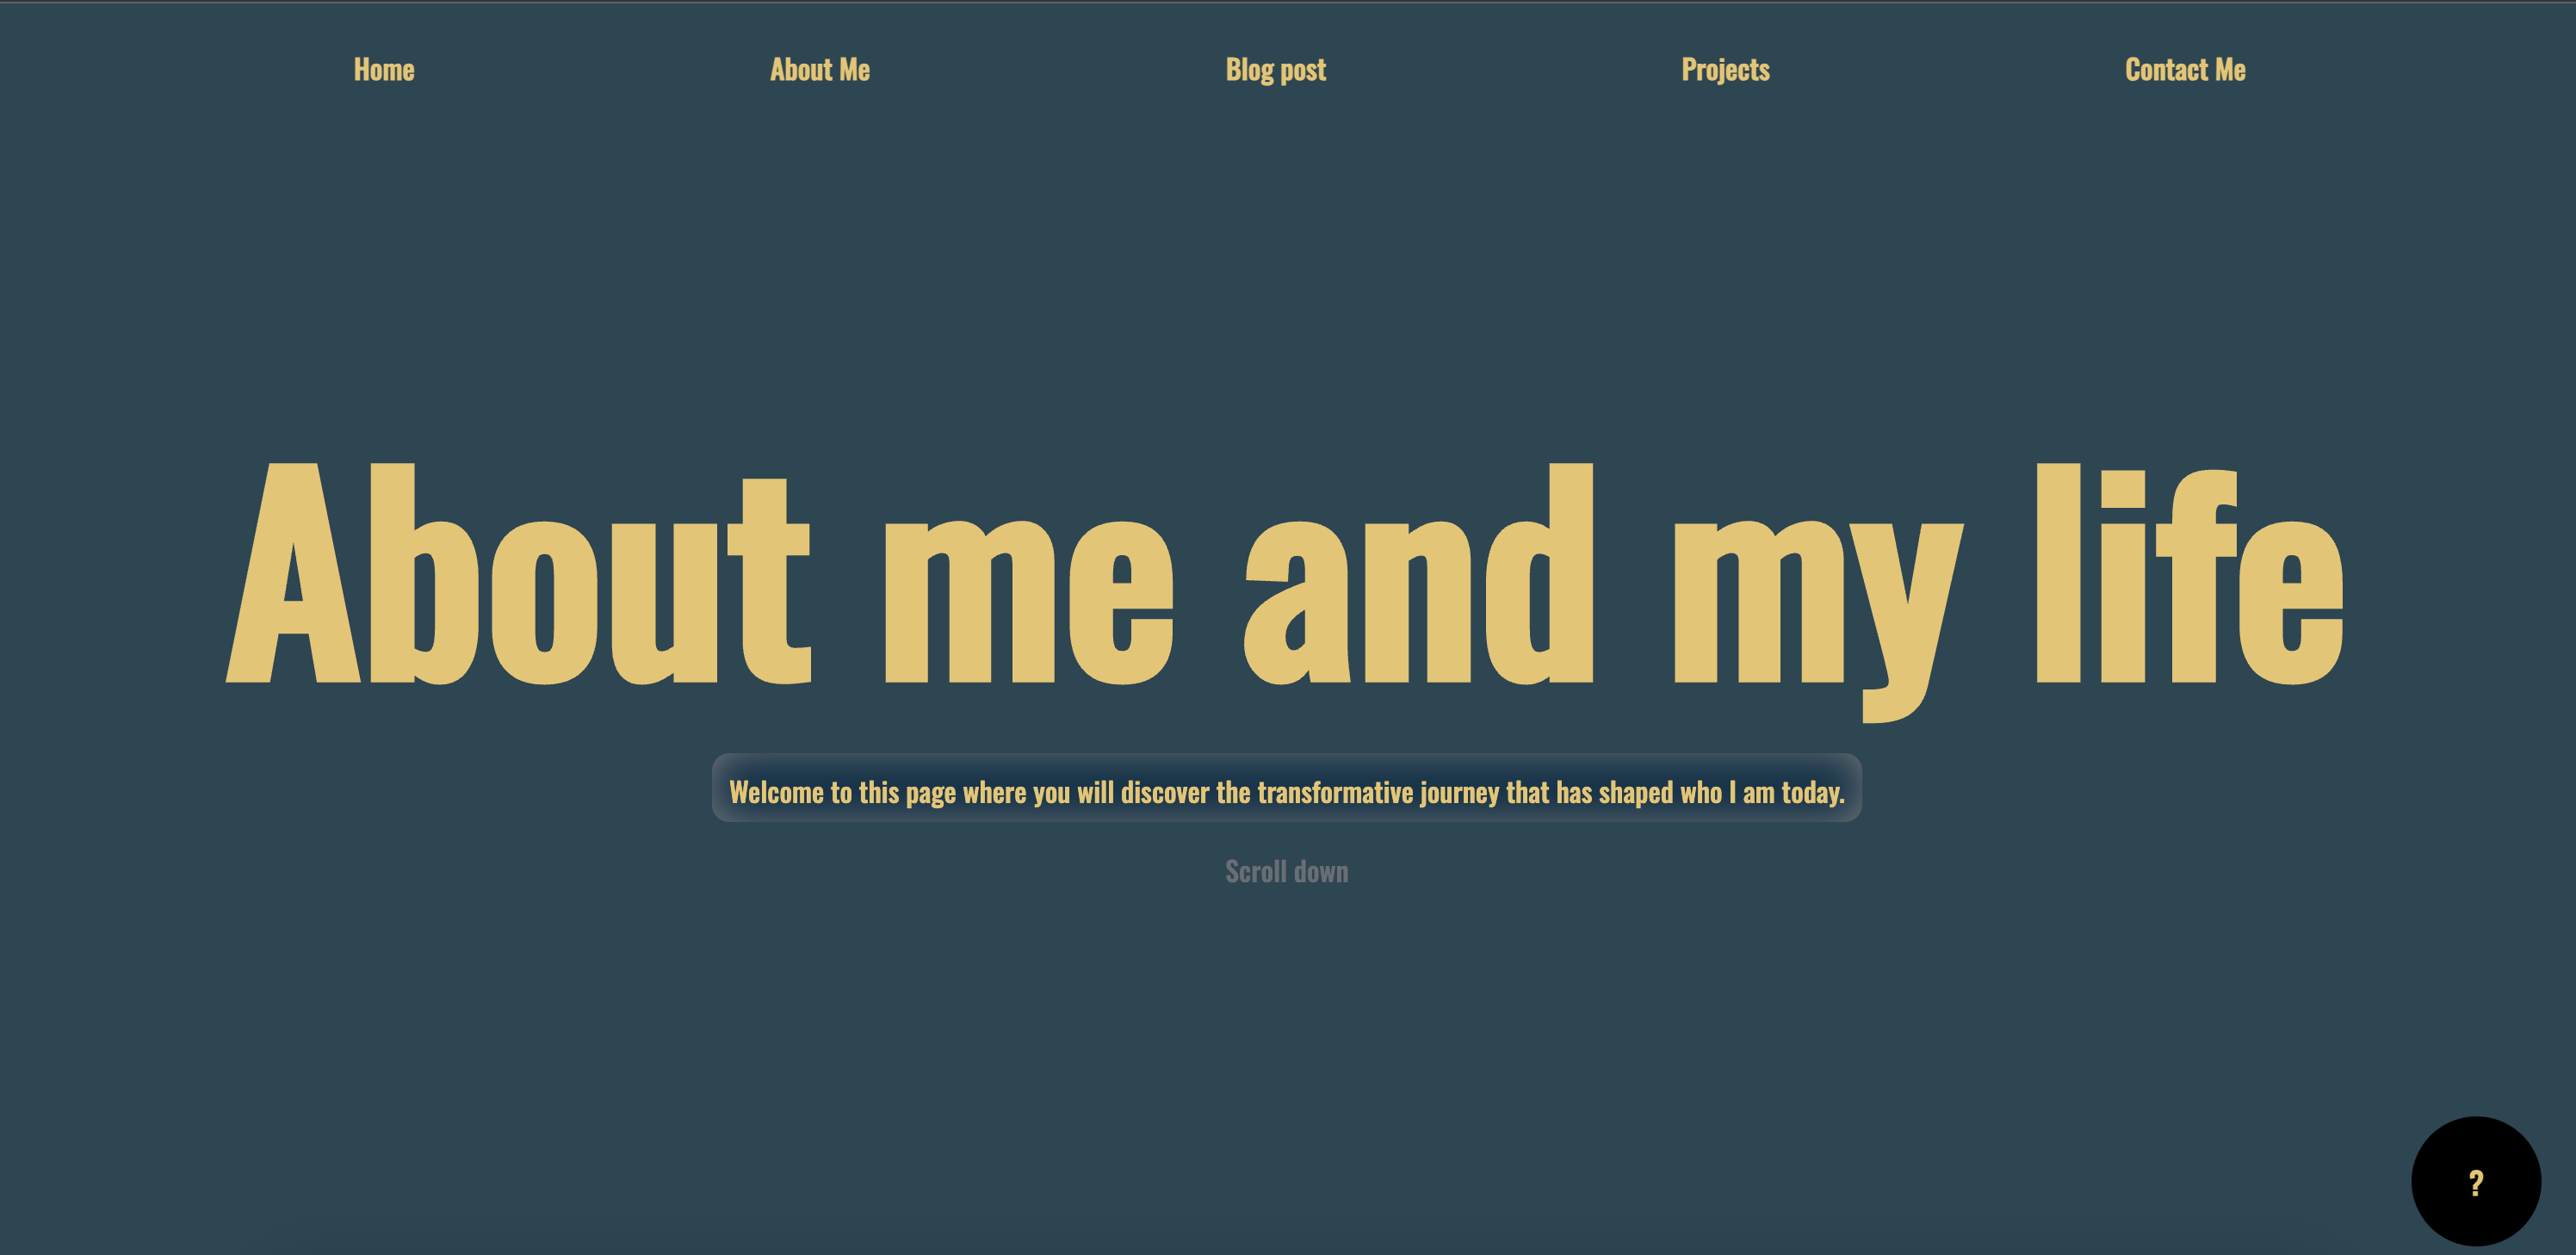 Home About Me Blog post Projects Contact Me
About me and my life
Welcome to this page where you will discover the transformative journey that has shaped who I am today.
Scroll down
?